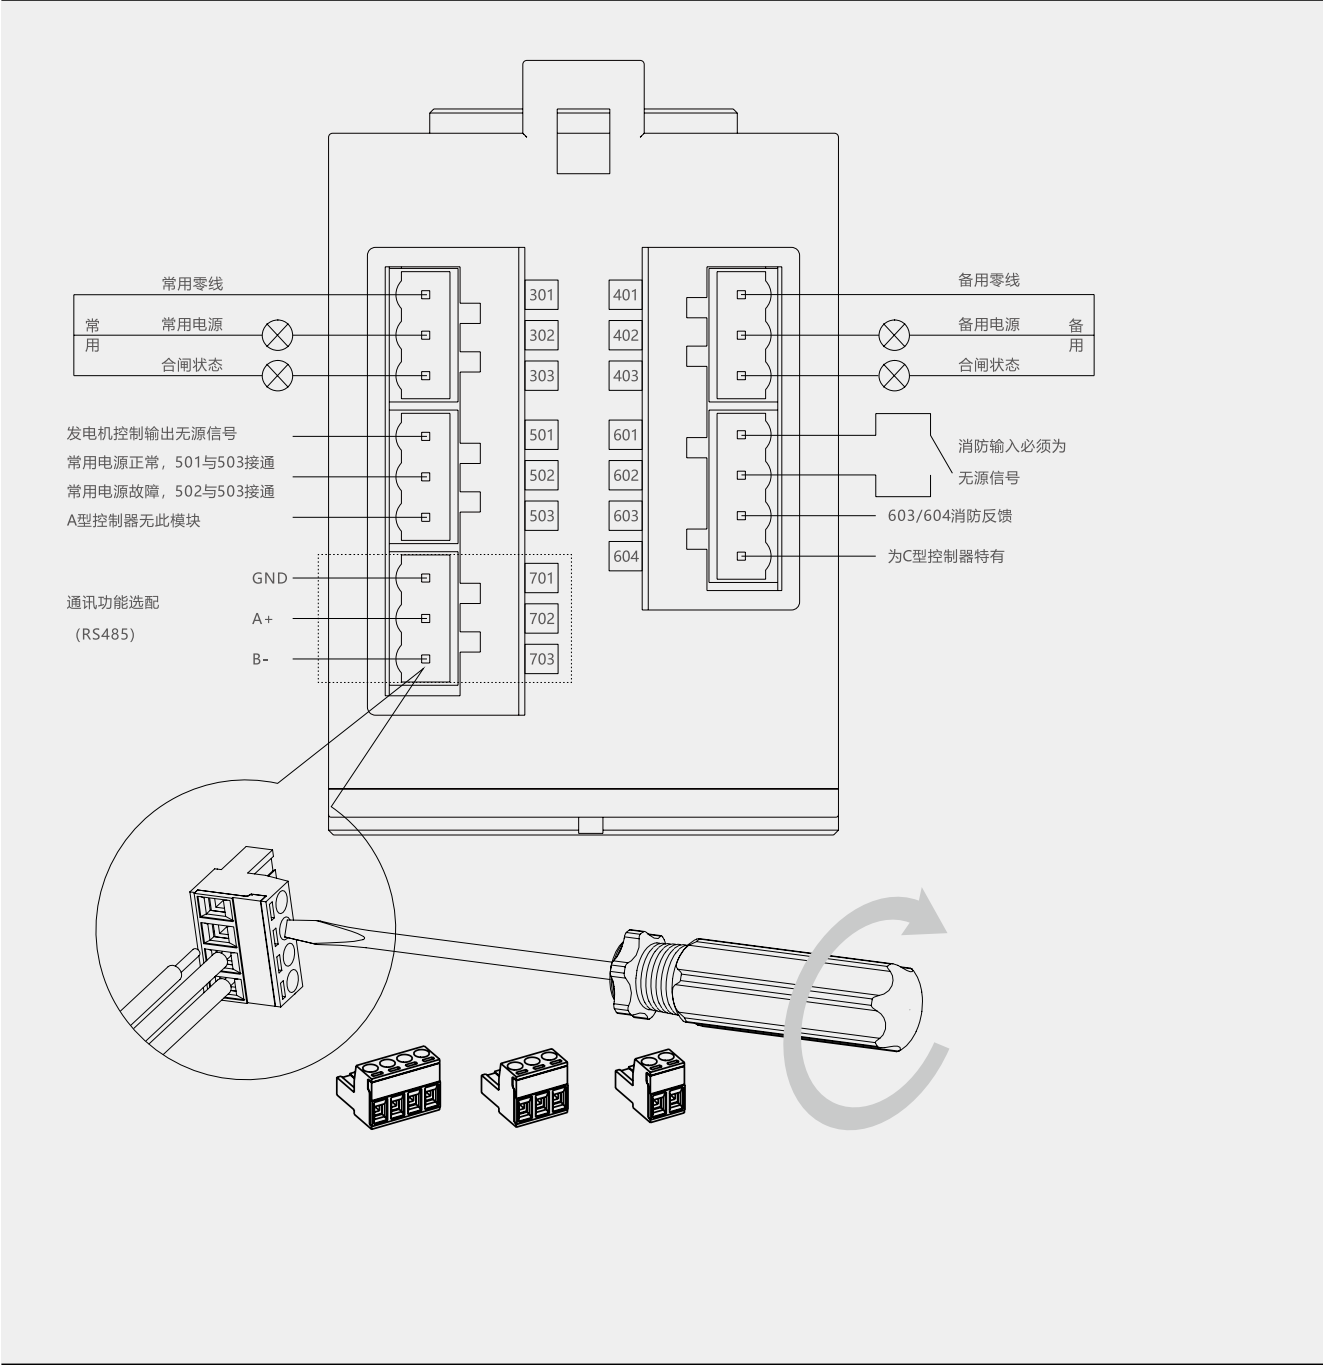 常用零线
常用电源
合闸状态
常
用
301
302
303
401
402
403
备用零线
备用电源
合闸状态
备
用
发电机控制输出无源信号
常用电源正常，501与503接通
常用电源故障，502与503接通
A型控制器无此模块
501
502
503
601
602
603
604
消防输入必须为
无源信号
603/604消防反馈
为C型控制器特有
通讯功能选配
（RS485）
GND
A+
B-
701
702
703